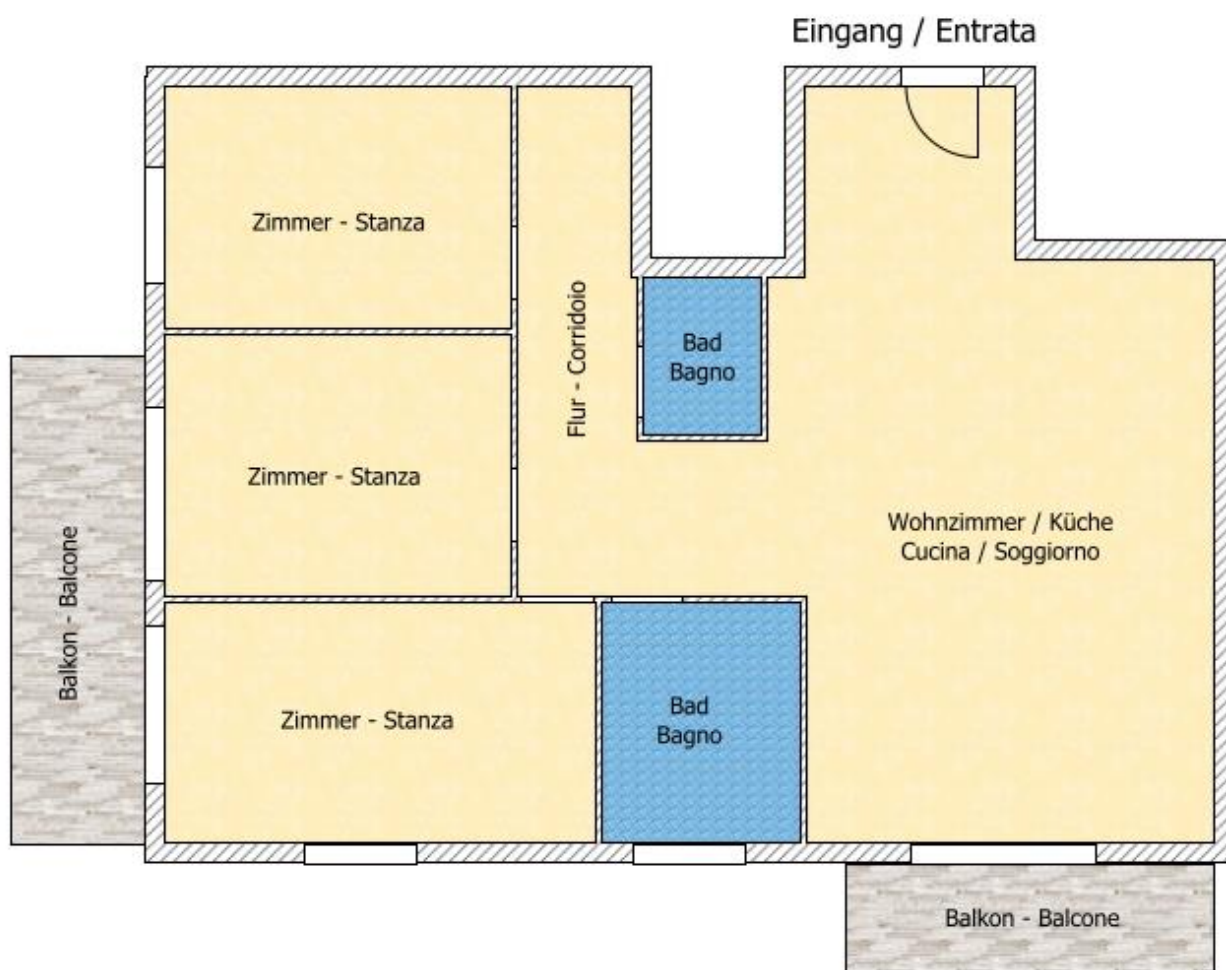 Eingang / Entrata
Zimmer - Stanza
Flur - Corridoio
Bad
Bagno
Zimmer - Stanza
Wohnzimmer / Küche
Cucina / Soggiorno
Balkon - Balcone
Zimmer - Stanza
Bad
Bagno
Balkon - Balcone